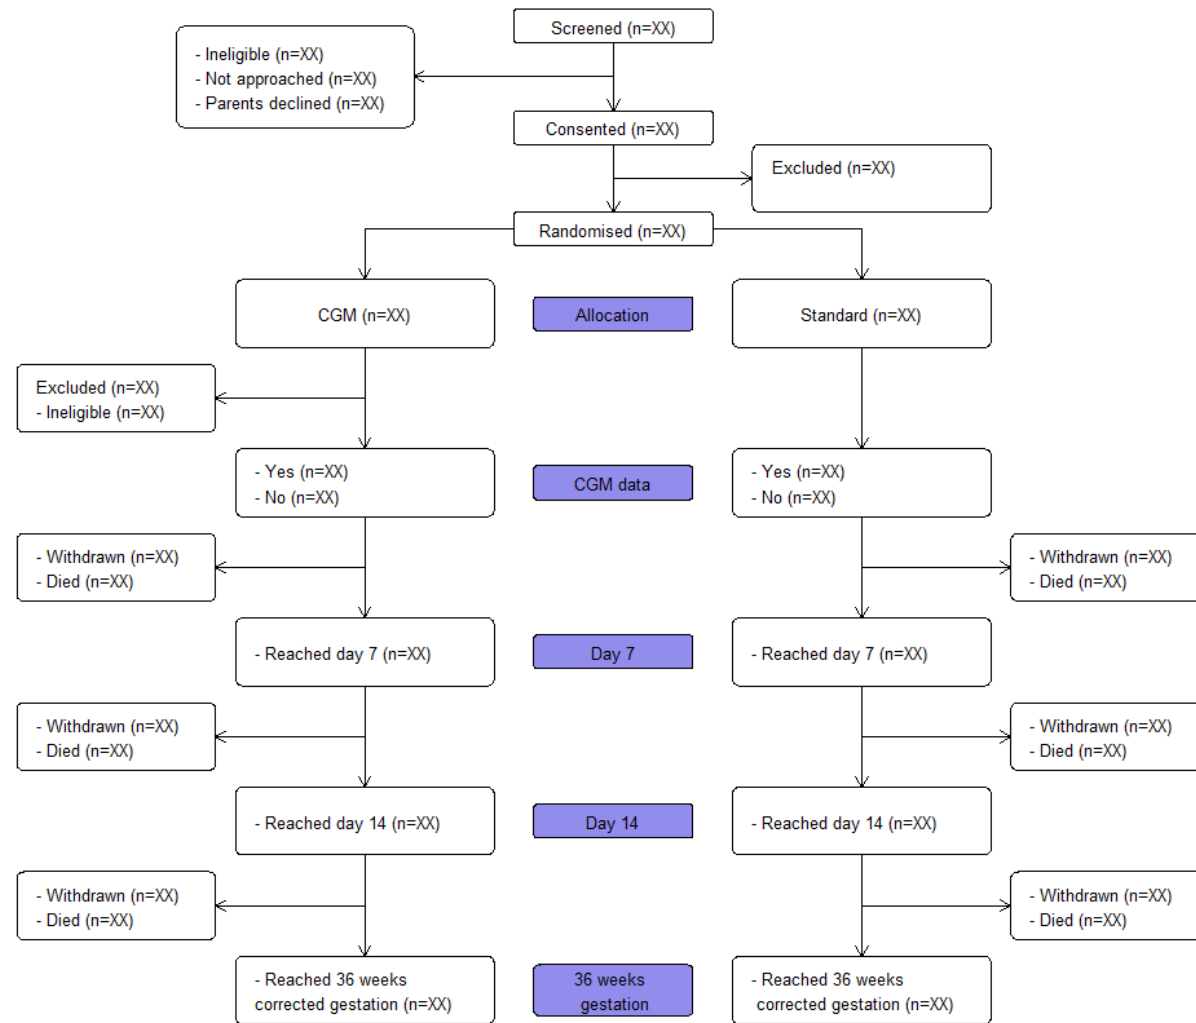 Screened (n=XX)
- Ineligible (n=XX)
- Not approached (n=XX)
- Parents declined (n=XX)
Consented (n=XX)
Excluded (n=XX)
Randomised (n=XX)
CGM (n=XX)
Allocation
Standard (n=XX)
Excluded (n=XX)
- Ineligible (n=XX)
- Yes (n=XX)
- No (n=XX)
CGM data
- Yes (n=XX)
- No (n=XX)
- Withdrawn (n=XX)
- Died (n=XX)
- Withdrawn (n=XX)
- Died (n=XX)
- Reached day 7 (n=XX)
Day 7
- Reached day 7 (n=XX)
- Withdrawn (n=XX)
- Died (n=XX)
- Withdrawn (n=XX)
- Died (n=XX)
- Reached day 14 (n=XX)
Day 14
- Reached day 14 (n=XX)
- Withdrawn (n=XX)
- Died (n=XX)
- Withdrawn (n=XX)
- Died (n=XX)
- Reached 36 weeks
corrected gestation (n=XX)
36 weeks
gestation
- Reached 36 weeks
corrected gestation (n=XX)